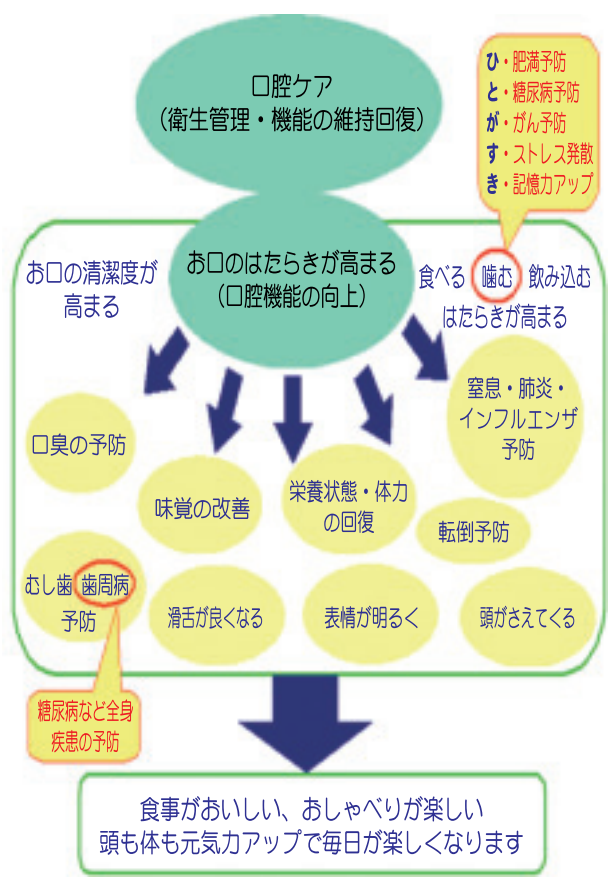 口腔ケア
（衛生管理・機能の維持回復）
ひ・肥満予防
と・糖尿病予防
が・がん予防
す・ストレス発散
き・記憶力アップ
お口のはたらきが高まる
（口腔機能の向上）
お口の清潔度が
高まる
食べる 噛む 飲み込む
はたらきが高まる
口臭の予防
味覚の改善
栄養状態・体力
の回復
窒息・肺炎・
インフルエンザ
予防
転倒予防
むし歯 歯周病
予防
滑舌が良くなる
表情が明るく
頭がさえてくる
糖尿病など全身
疾患の予防
食事がおいしい、おしゃべりが楽しい
頭も体も元気力アップで毎日が楽しくなります